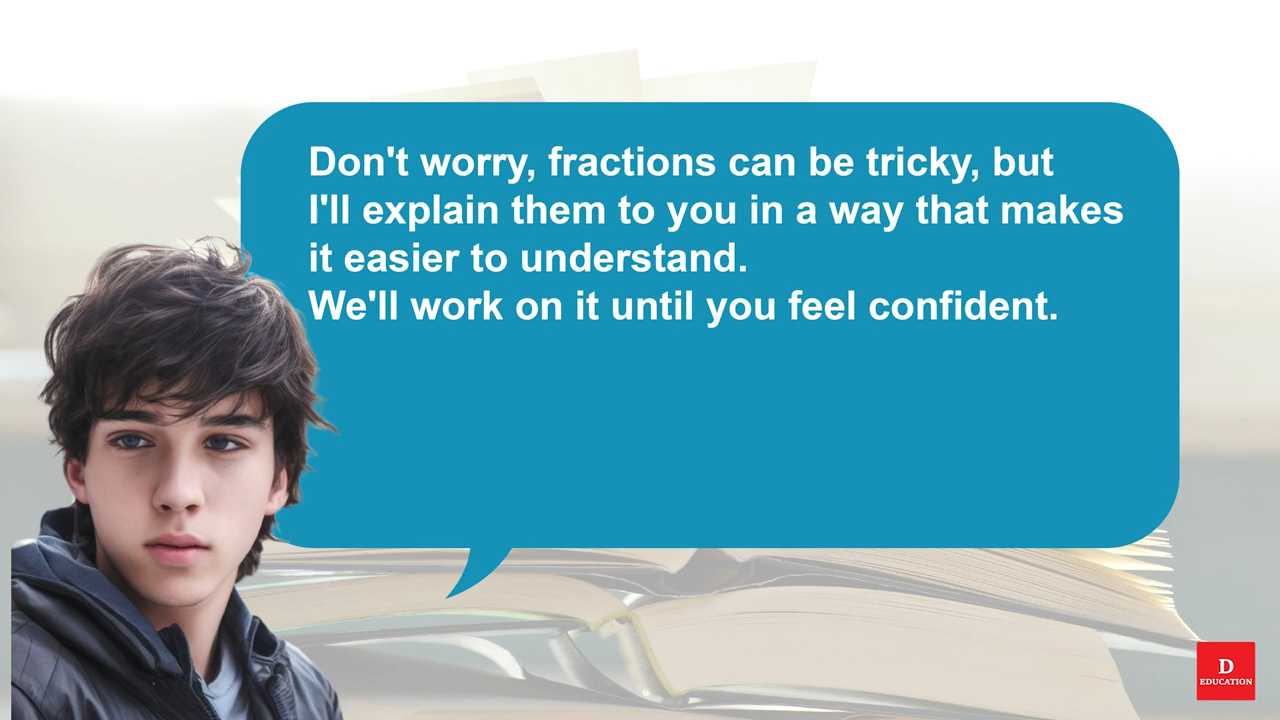 Don't worry, fractions can be tricky, but
I'll explain them to you in a way that makes
it easier to understand.
We'll work on it until you feel confident.
D
EDUCATION